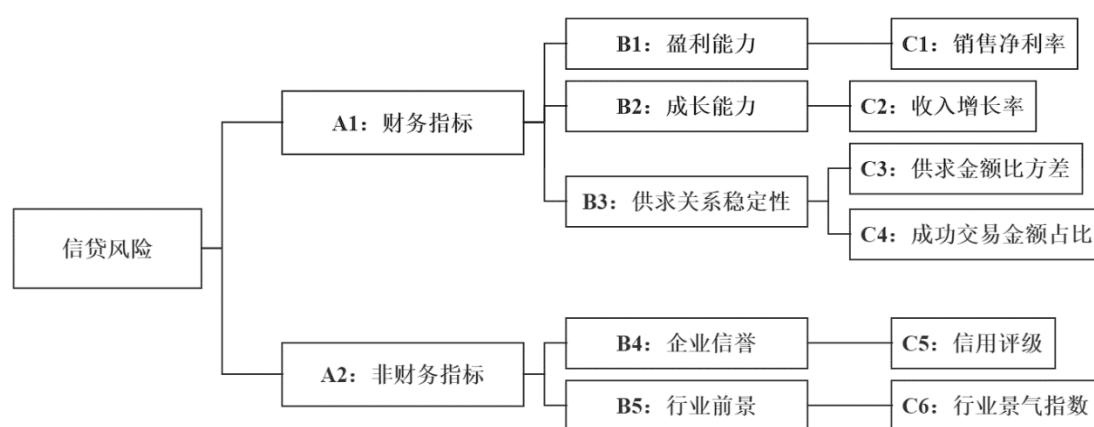 信贷风险
A1：财务指标
B1：盈利能力
C1：销售净利率
B2：成长能力
C2：收入增长率
B3：供求关系稳定性
C3：供求金额比方差
C4：成功交易金额占比
A2：非财务指标
B4：企业信誉
C5：信用评级
B5：行业前景
C6：行业景气指数